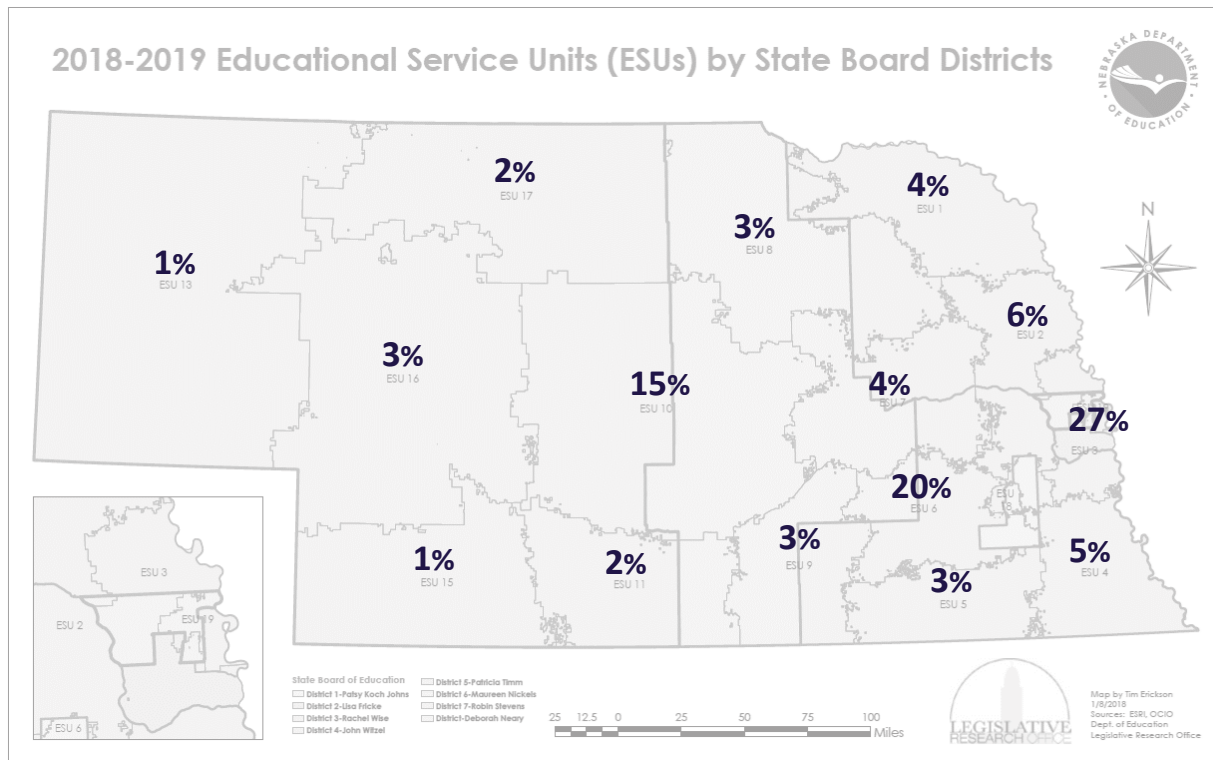 2018-2019 Educational Service Units (ESUs) by State Board Districts
NEBRASKA DEPARTMENT
OF EDUCATION
N
2%
ESU 17
4%
ESU 1
3%
ESU 8
1%
ESU 13
6%
ESU 2
3%
ESU 16
15%
ESU 10
4%
ESU 7
27%
ESU 3
20%
ESU 6
ESU
18
3%
ESU 9
5%
ESU 4
1%
ESU 15
2%
ESU 11
3%
ESU 5
ESU 3
ESU 2
ESU 19
ESU 6
State Board of Education
District 1-Patsy Koch Johns
District 2-Lisa Fricke
District 3-Rachel Wise
District 4-John Witzel
District 5-Patricia Timm
District 6-Maureen Nickels
District 7-Robin Stevens
District-Deborah Neary
25 12.5 0 25 50 75 100
Miles
LEGISLATIVE
RESEARCH OFFICE
Map by Tim Erickson
1/8/2018
Sources: ESRI, OCIO
Dept. of Education
Legislative Research Office